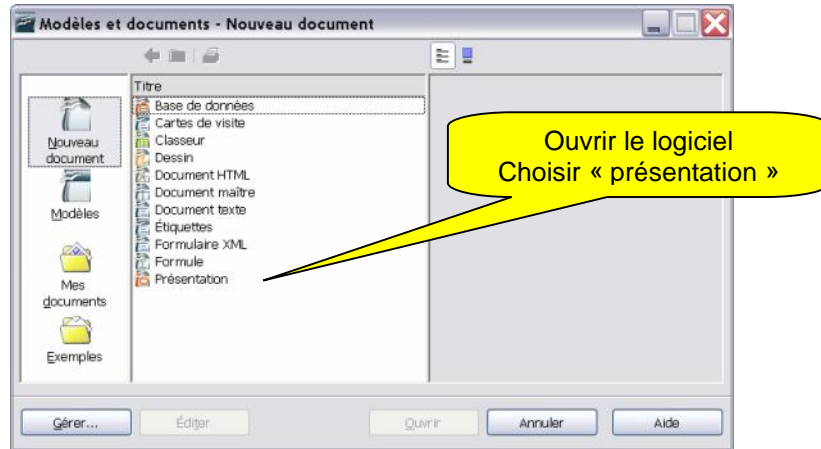 Modèles et documents - Nouveau document
Titre
Base de données
Cartes de visite
Classeur
Dessin
Document HTML
Document maître
Document texte
Étiquettes
Formulaire XML
Formule
Présentation
Nouveau
document
Modèles
Mes
documents
Exemples
Ouvrir le logiciel
Choisir « présentation »
Gérer...
Éditer
Ouvrir
Annuler
Aide